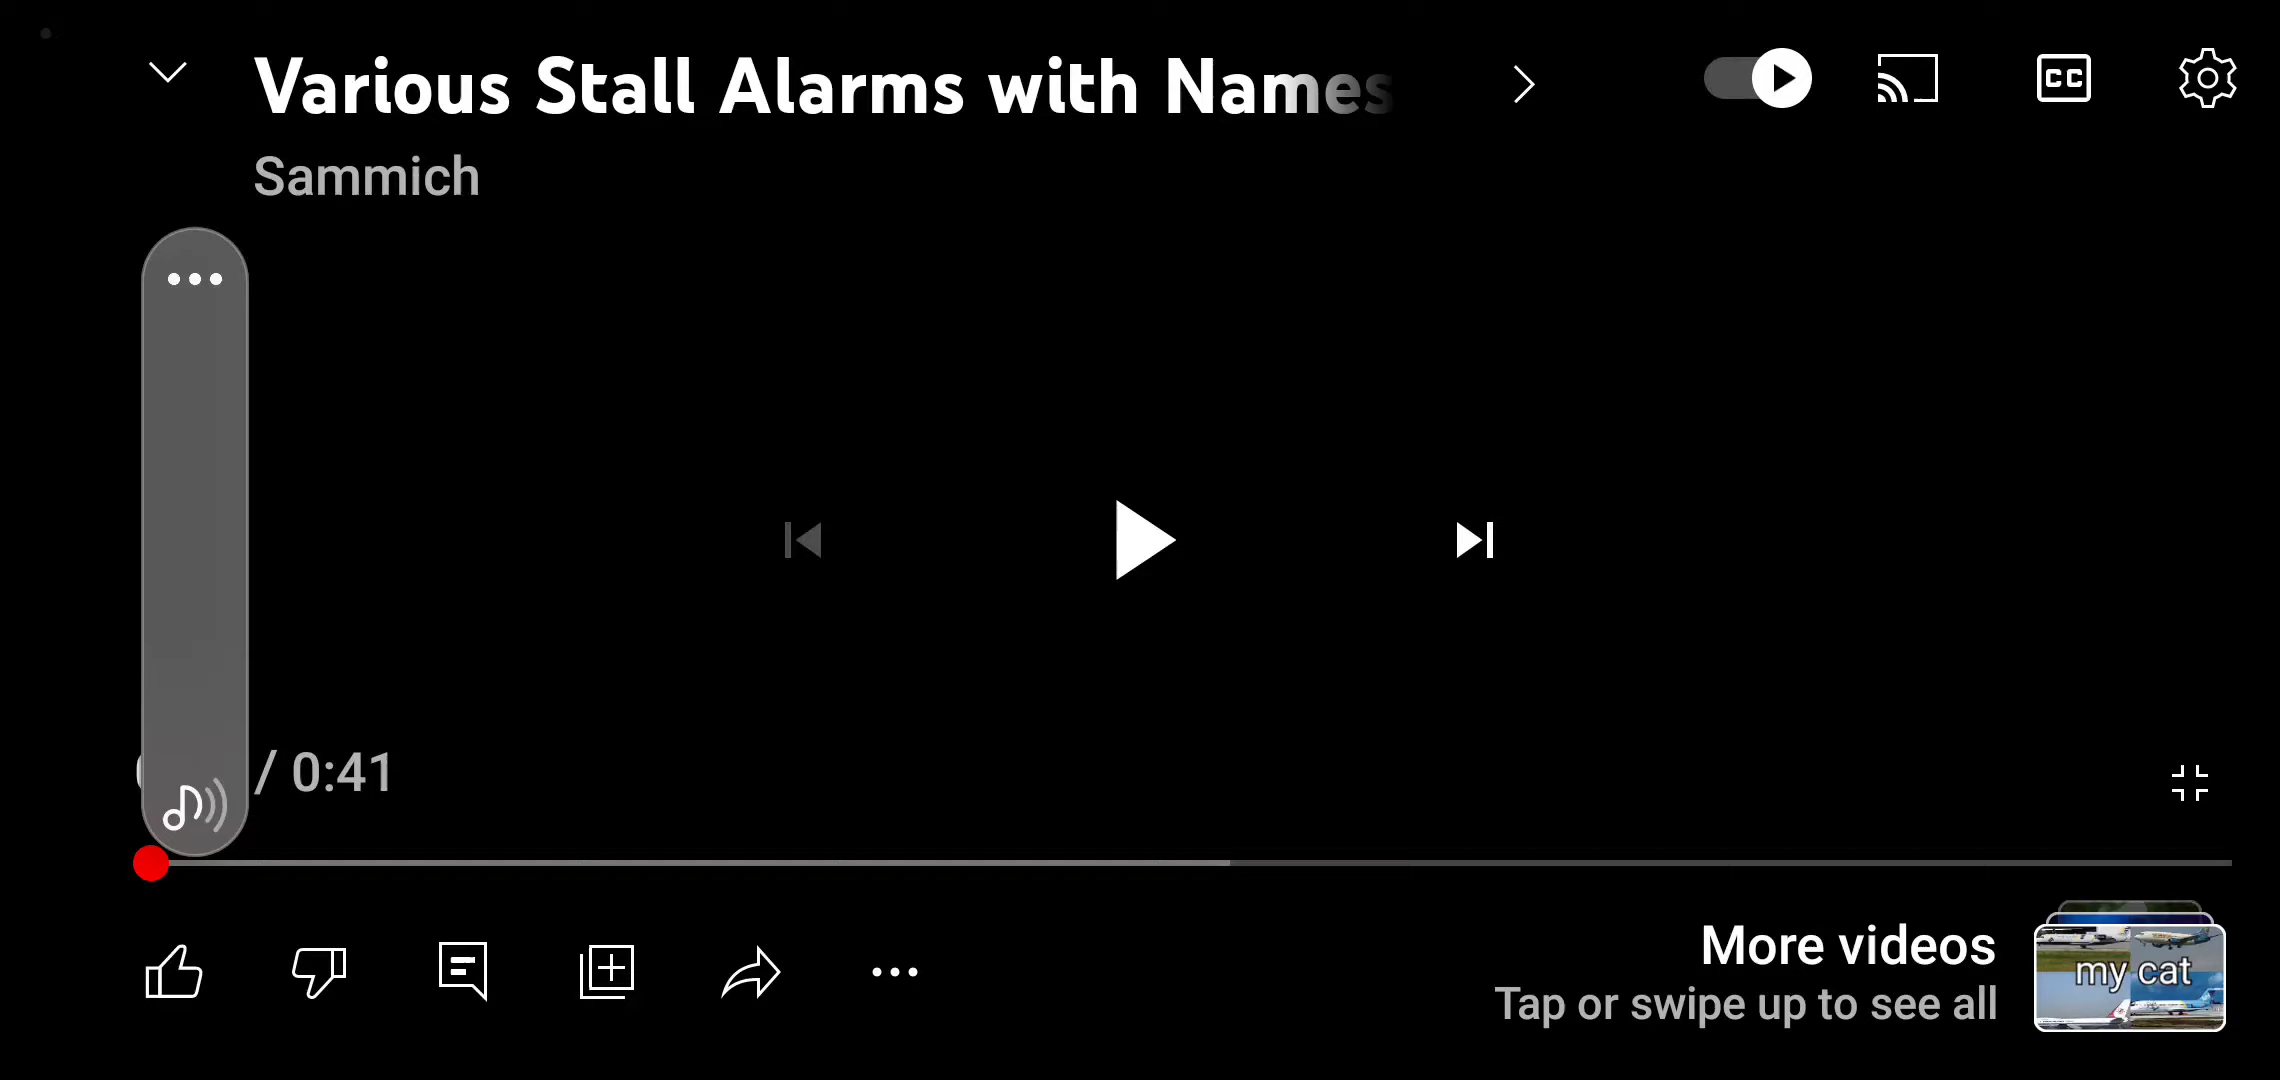 Various Stall Alarms with Names
CC
Sammich
/ 0:41
More videos
Tap or swipe up to see all
my cat